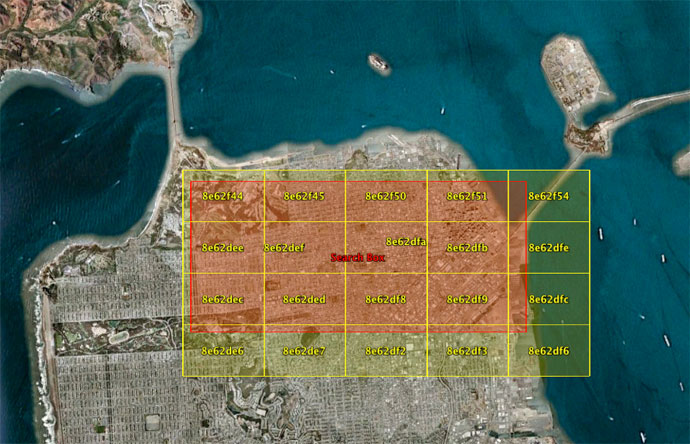 8e62f44 8e62f45 8e62f50 8e62f51 8e62f54
8e62dee 8e62def 8e62dfa 8e62dfb 8e62dfe
Search Box
8e62dec 8e62ded 8e62df8 8e62df9 8e62dfc
8e62de6 8e62de7 8e62df2 8e62df3 8e62df6